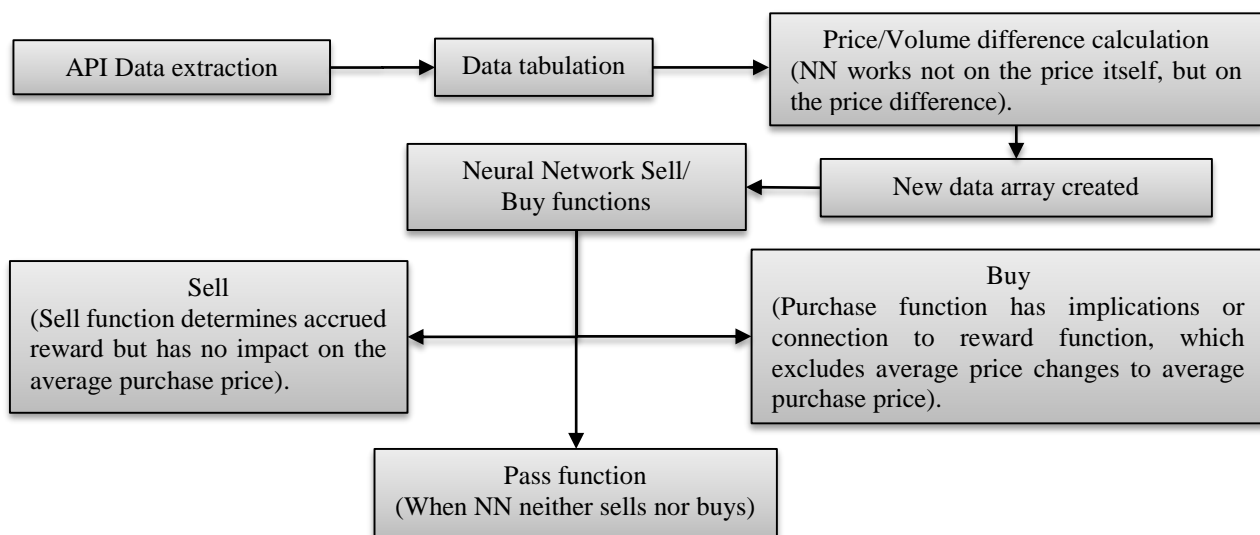 API Data extraction
Data tabulation
Price/Volume difference calculation
(NN works not on the price itself, but on
the price difference).
New data array created
Neural Network Sell/
Buy functions
Sell
(Sell function determines accrued
reward but has no impact on the
average purchase price).
Buy
(Purchase function has implications or
connection to reward function, which
excludes average price changes to average
purchase price).
Pass function
(When NN neither sells nor buys)